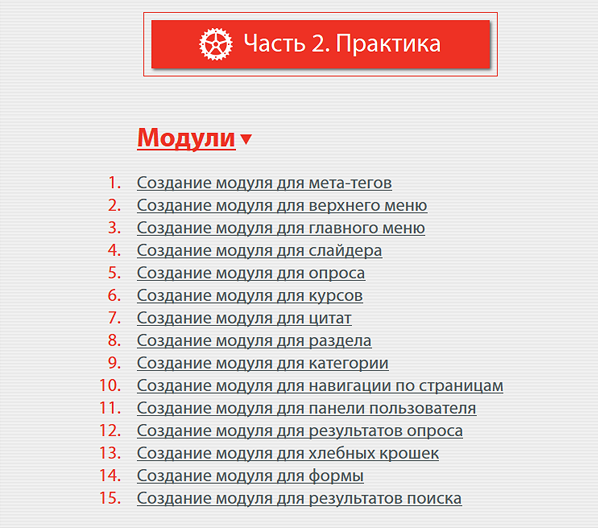 Часть 2. Практика
Модули
1. Создание модуля для мета-тегов
2. Создание модуля для верхнего меню
3. Создание модуля для главного меню
4. Создание модуля для слайдера
5. Создание модуля для опроса
6. Создание модуля для курсов
7. Создание модуля для цитат
8. Создание модуля для раздела
9. Создание модуля для категории
10. Создание модуля для навигации по страницам
11. Создание модуля для панели пользователя
12. Создание модуля для результатов опроса
13. Создание модуля для хлебных крошек
14. Создание модуля для формы
15. Создание модуля для результатов поиска